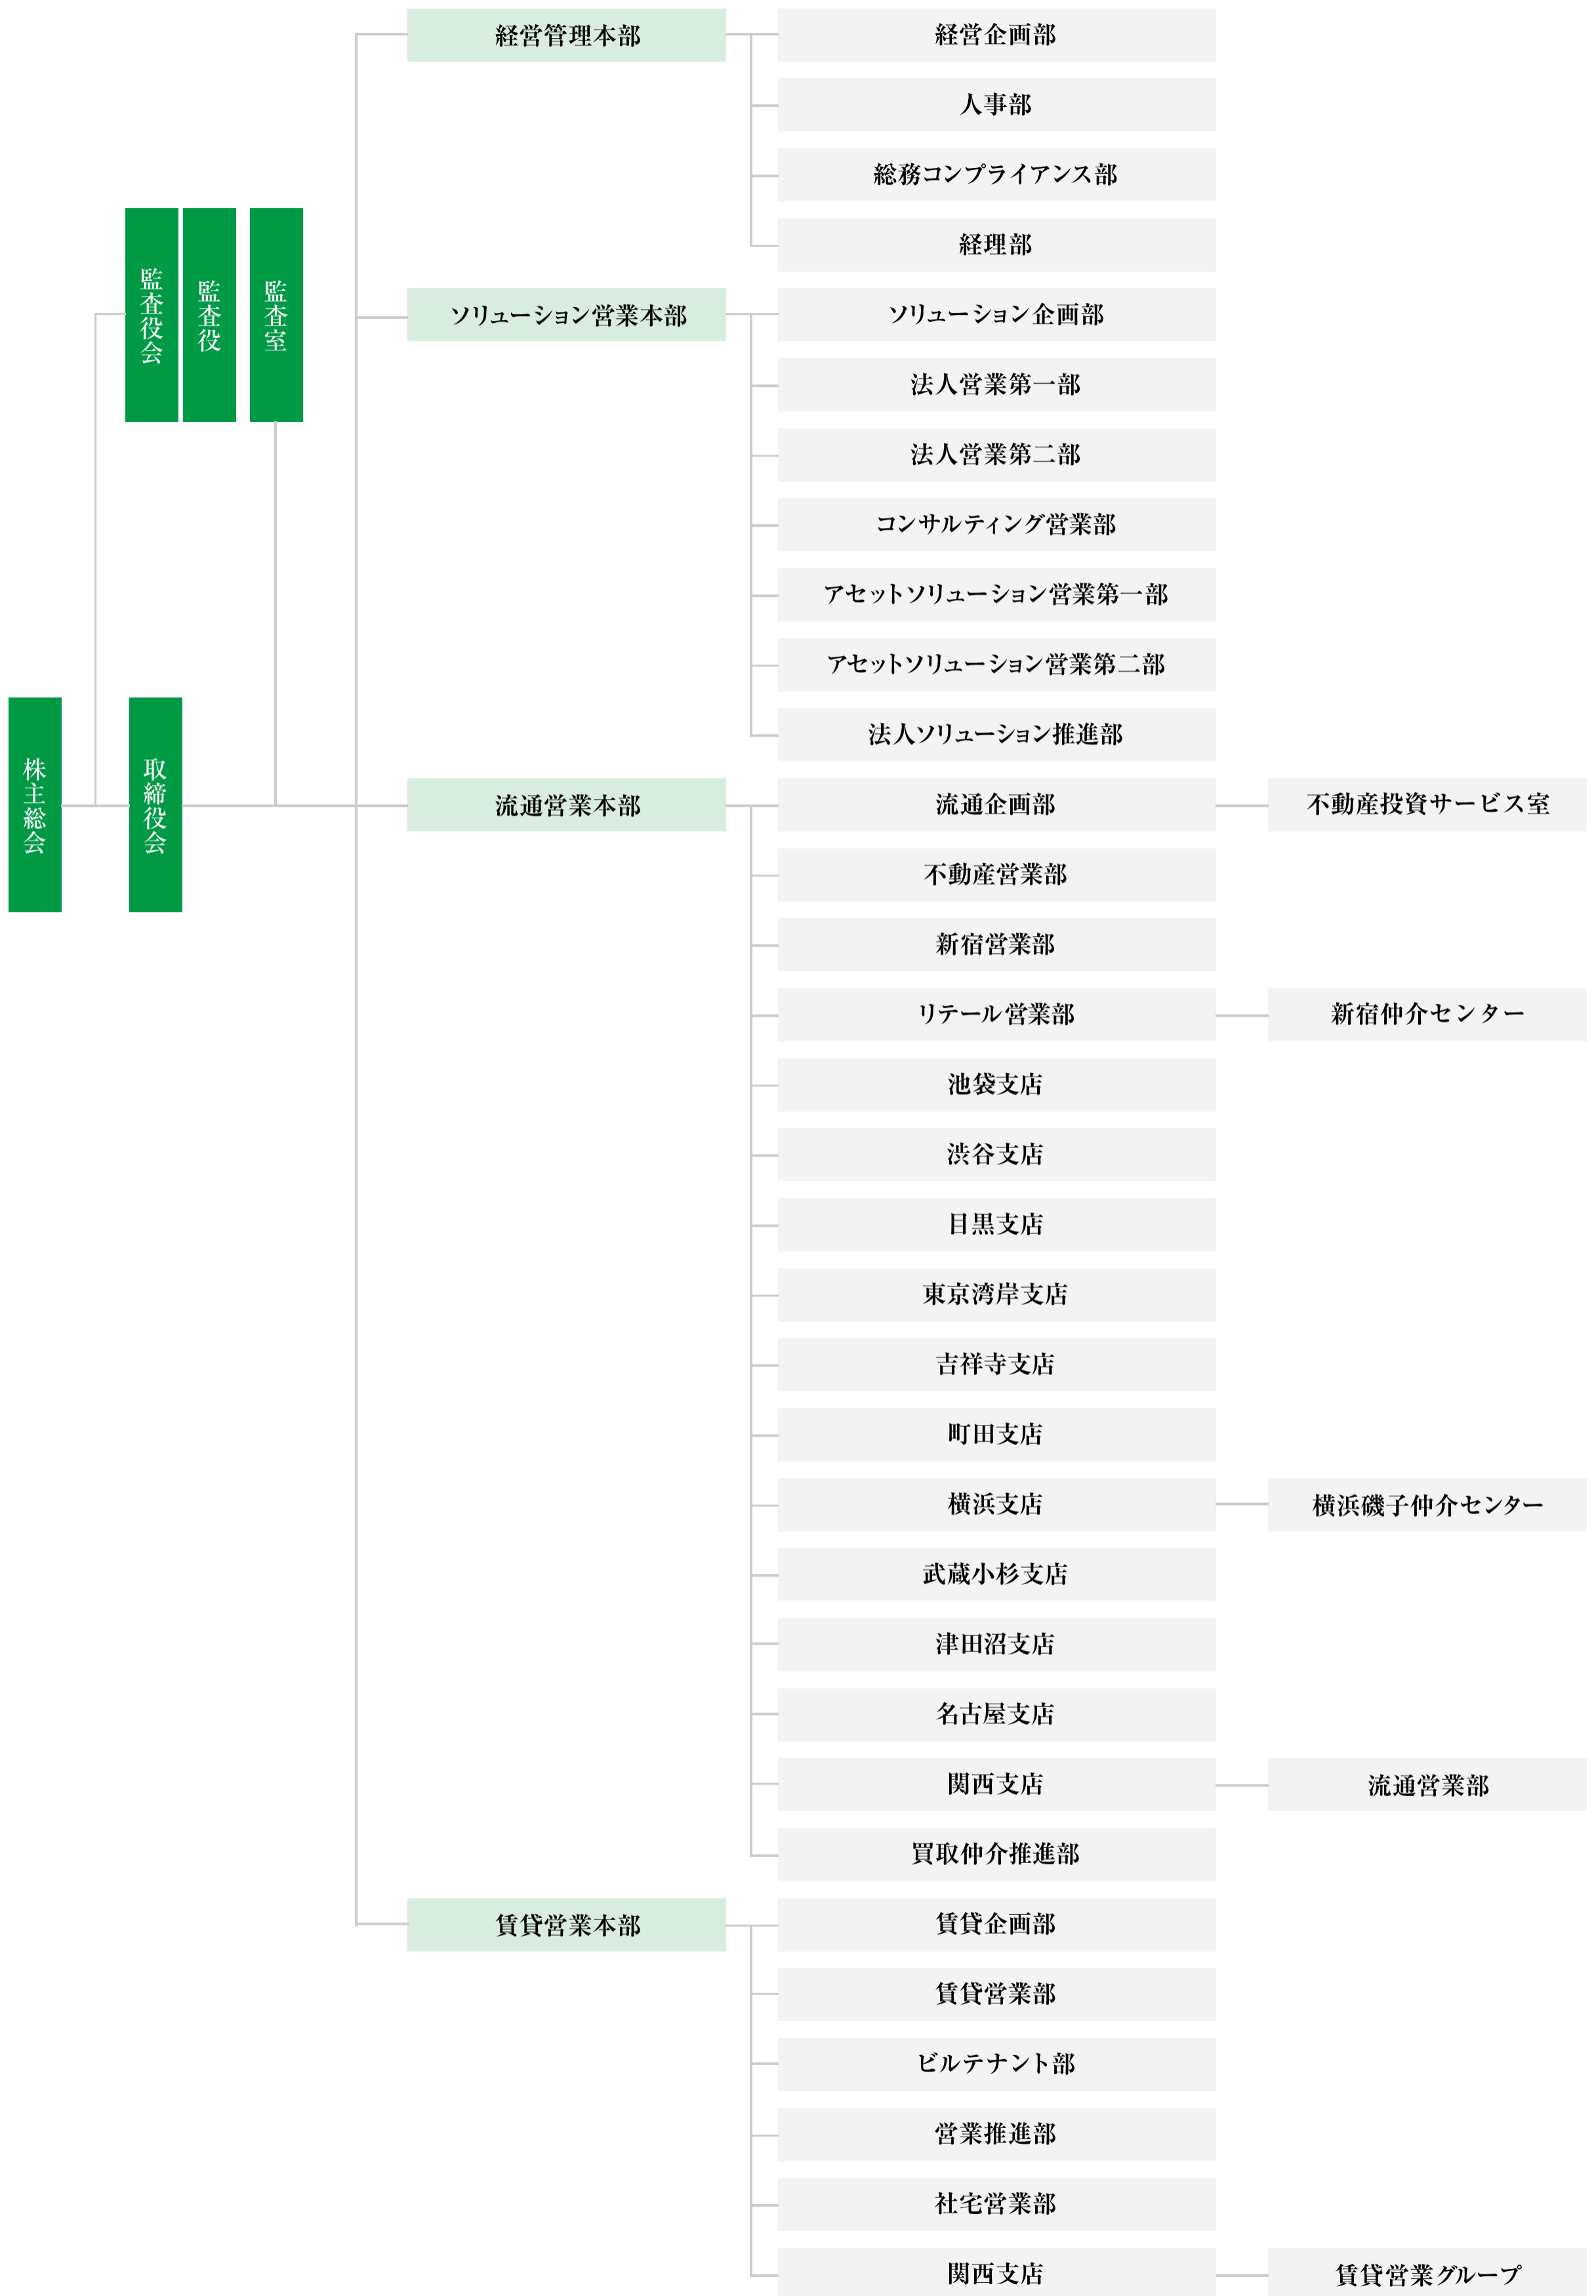 株主総会
監査役会
監査役
監査室
取締役会
経営管理本部
経営企画部
人事部
総務コンプライアンス部
経理部
ソリューション営業本部
ソリューション企画部
法人営業第一部
法人営業第二部
コンサルティング営業部
アセットソリューション営業第一部
アセットソリューション営業第二部
法人ソリューション推進部
流通営業本部
流通企画部
不動産投資サービス室
不動産営業部
新宿営業部
リテール営業部
新宿仲介センター
池袋支店
渋谷支店
目黒支店
東京湾岸支店
吉祥寺支店
町田支店
横浜支店
横浜磯子仲介センター
武蔵小杉支店
津田沼支店
名古屋支店
関西支店
流通営業部
買取仲介推進部
賃貸営業本部
賃貸企画部
賃貸営業部
ビルテナント部
営業推進部
社宅営業部
関西支店
賃貸営業グループ